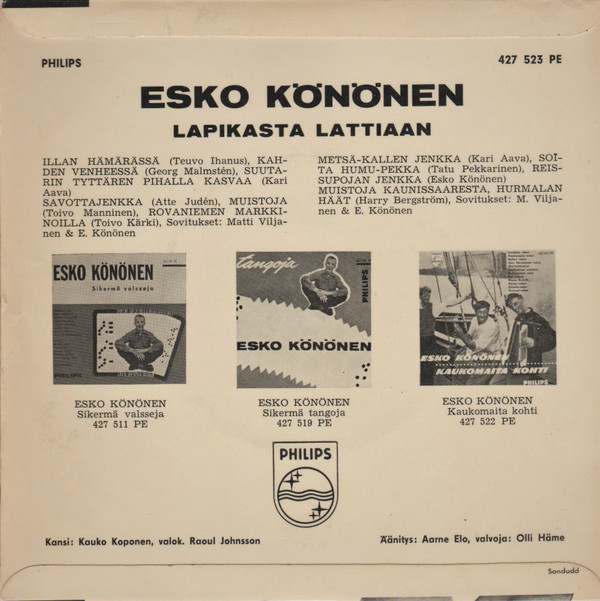 PHILIPS
427 523 PE
ESKO KÖNÖNEN
LAPIKASTA LATTIAAN
ILLAN HÄMÄRÄSSÄ (Teuvo Ihanus), KAH-
DEN VENHEESSÄ (Georg Malmstén), SUUTA-
RIN TYTTÄREN PIHALLA KASVAA (Kari
Aava)
SAVOTTAJENKKA (Atte Judén), MUISTOJA
(Toivo Manninen), ROVANIEMEN MARKKI-
NOILLA (Toivo Kärki), Sovitukset: Matti Vilja-
nen & E. Könönen
METSÄ-KALLEN JENKKA (Kari Aava), SOI-
TA HUMU-PEKKA (Tatu Pekkarinen), REIS-
SUPOJAN JENKKA (Esko Könönen)
MUISTOJA KAUNISSAARESTA, HURMALAN
HÄÄT (Harry Bergström), Sovitukset: M. Vilja-
nen & E. Könönen
ESKO KÖNÖNEN
Sikermä valsseja
PHILIPS
tangoja
PHILIPS
ESKO KÖNÖNEN
ESKO KÖNÖNEN
KAUKOMAITA KOHTI
PHILIPS
ESKO KÖNÖNEN
Sikermä valsseja
427 511 PE
ESKO KÖNÖNEN
Sikermä tangoja
427 519 PE
ESKO KÖNÖNEN
Kaukomaita kohti
427 522 PE
PHILIPS
Kansi: Kauko Koponen, valok. Raoul Johnsson
Äänitys: Aarne Elo, valvoja: Olli Häme
Sandudd